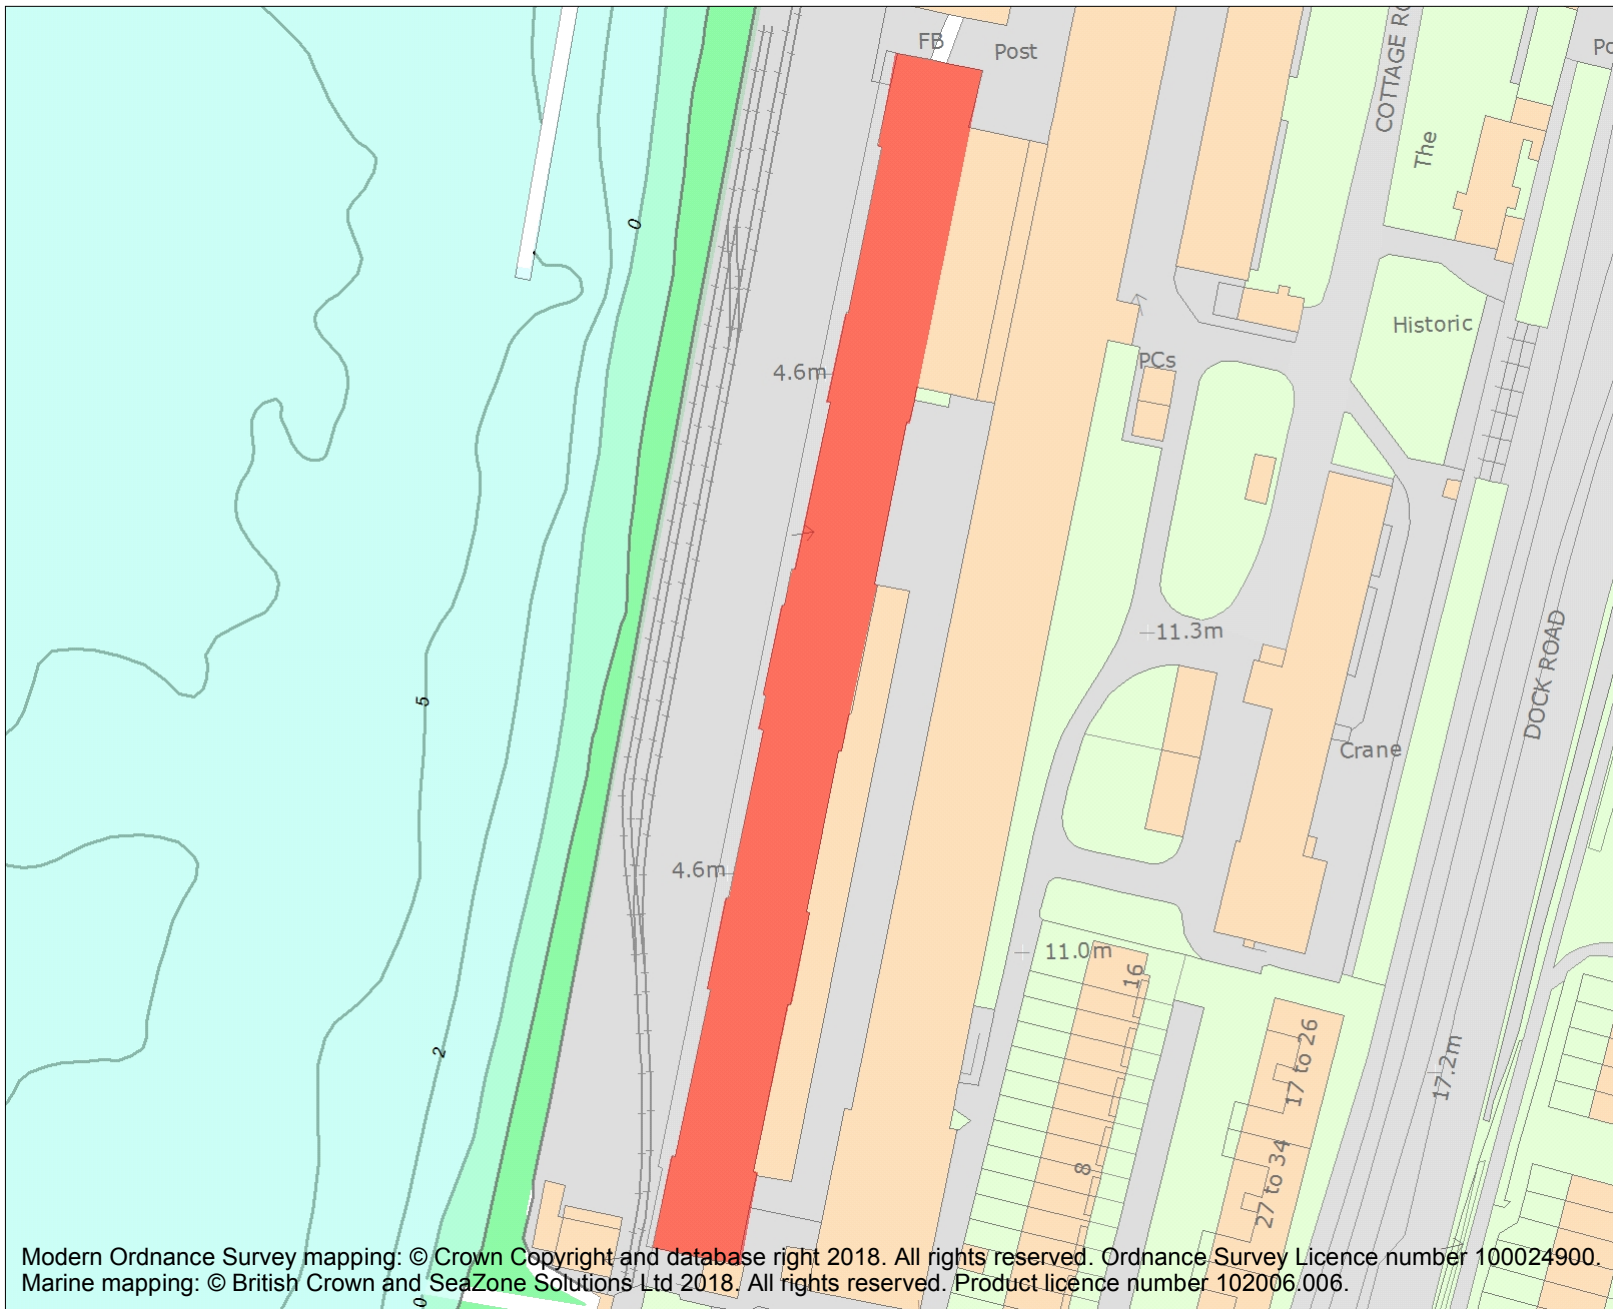 FB
Post
COTTAGE RO
Po
The
0
Historic
4.6m
PCs
11.3m
5
DOCK ROAD
Crane
4.6m
11.0m
16
2
17 to 26
17.2m
8
27 to 34
Modern Ordnance Survey mapping: © Crown Copyright and database right 2018. All rights reserved. Ordnance Survey Licence number 100024900.
Marine mapping: © British Crown and SeaZone Solutions Ltd 2018. All rights reserved. Product licence number 102006.006.
0